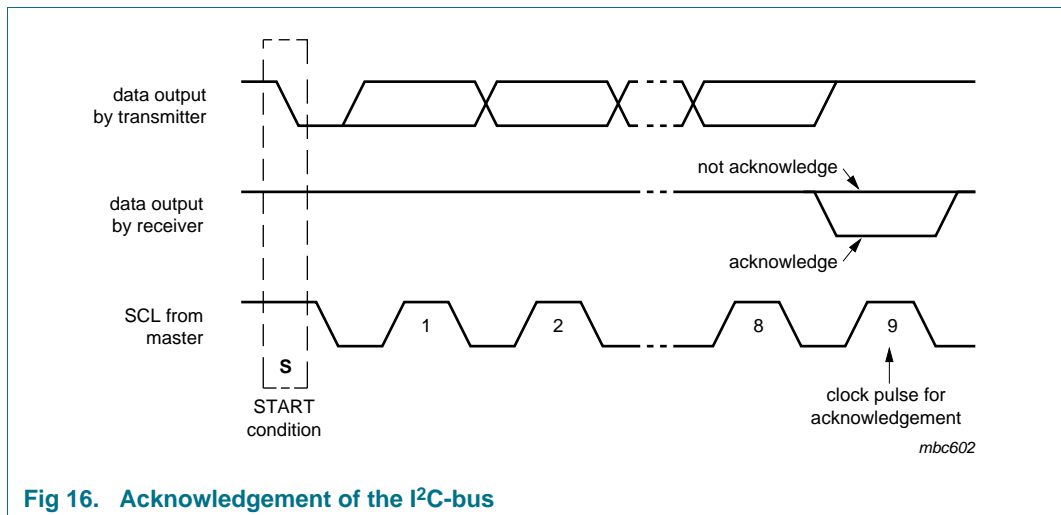 data output
by transmitter
not acknowledge
data output
by receiver
acknowledge
SCL from
master
1
2
8
9
S
START
condition
clock pulse for
acknowledgement
mbc602
Fig 16. Acknowledgement of the I²C-bus